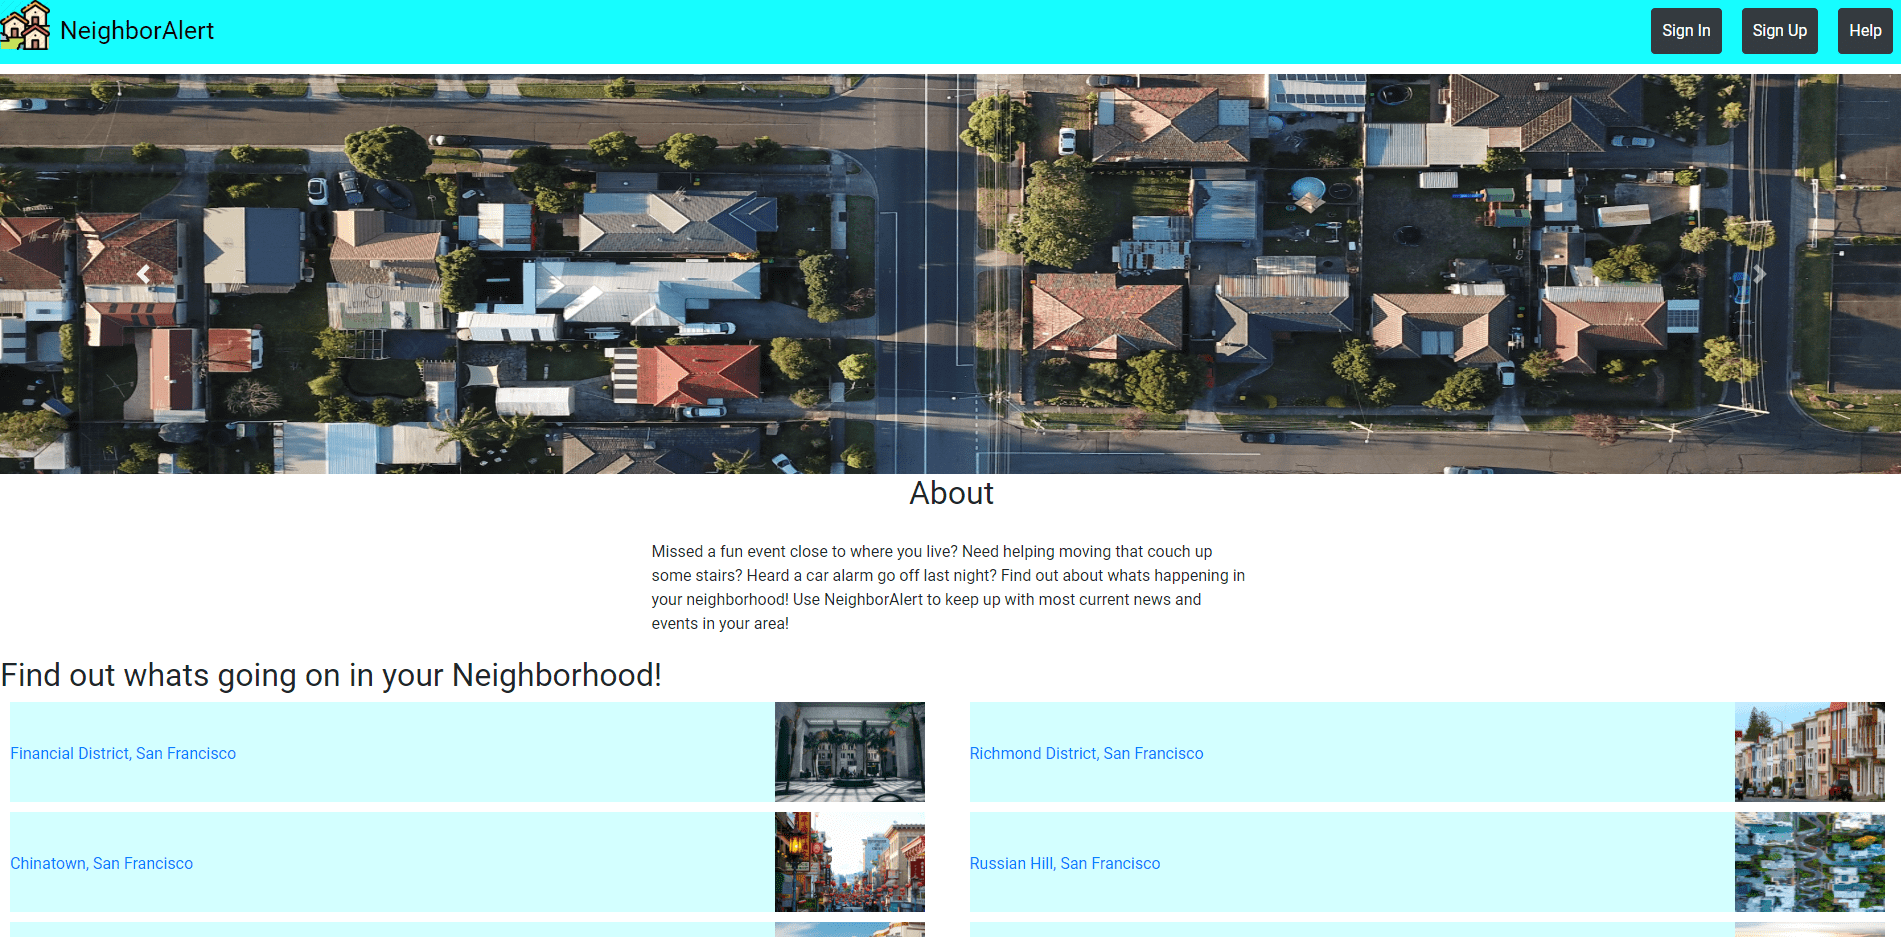 NeighborAlert
Sign In
Sign Up
Help
About
Missed a fun event close to where you live? Need helping moving that couch up
some stairs? Heard a car alarm go off last night? Find out about whats happening in
your neighborhood! Use NeighborAlert to keep up with most current news and
events in your area!
Find out whats going on in your Neighborhood!
Financial District, San Francisco
Richmond District, San Francisco
Chinatown, San Francisco
Russian Hill, San Francisco